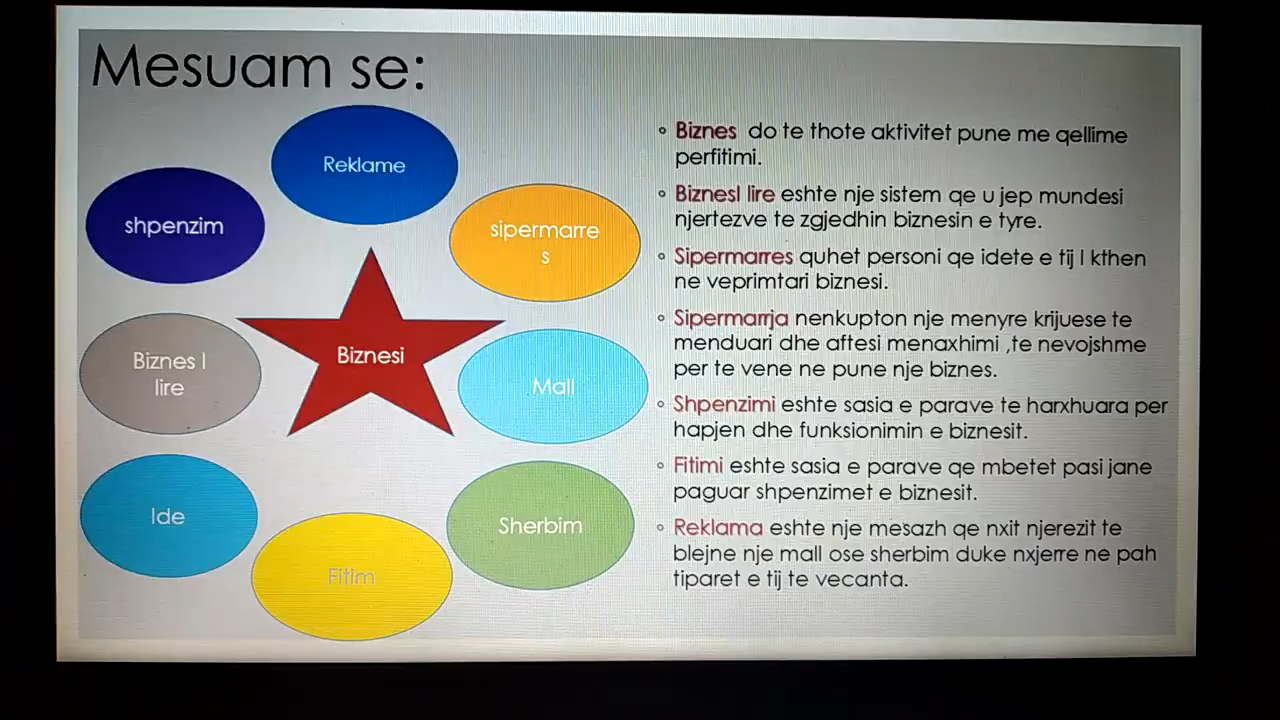 Mesuam se:
Reklame
shpenzim
sipermarre
s
Biznesi
Biznes I
lire
Mall
Ide
Sherbim
Fitim
Biznes do te thote aktivitet pune me qellime
perfitimi.
BiznesI lire eshte nje sistem qe u jep mundesi
njertezve te zgjedhin biznesin e tyre.
Sipermarres quhet personi qe idete e tij I kthen
ne veprimtari biznesi.
Sipermarrja nenkupton nje menyre krijuese te
menduari dhe aftesi menaxhimi ,te nevojshme
per te vene ne pune nje biznes.
Shpenzimi eshte sasia e parave te harxhuara per
hapjen dhe funksionimin e biznesit.
Fitimi eshte sasia e parave qe mbetet pasi jane
paguar shpenzimet e biznesit.
Reklama eshte nje mesazh qe nxit njerezit te
blejne nje mall ose sherbim duke nxjerre ne pah
tiparet e tij te vecanta.